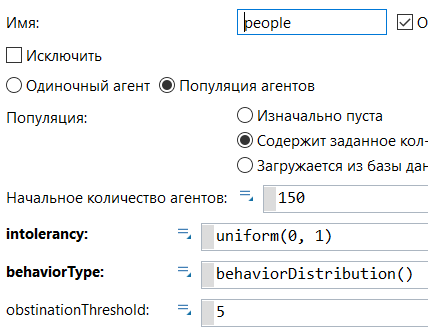 Имя: people О
Исключить
Одиночный агент Популяция агентов
Популяция: Изначально пуста
Содержит заданное кол-
Загружается из базы дан
Начальное количество агентов: 150
intolerancy: uniform(0, 1)
behaviorType: behaviorDistribution()
obstinationThreshold: 5